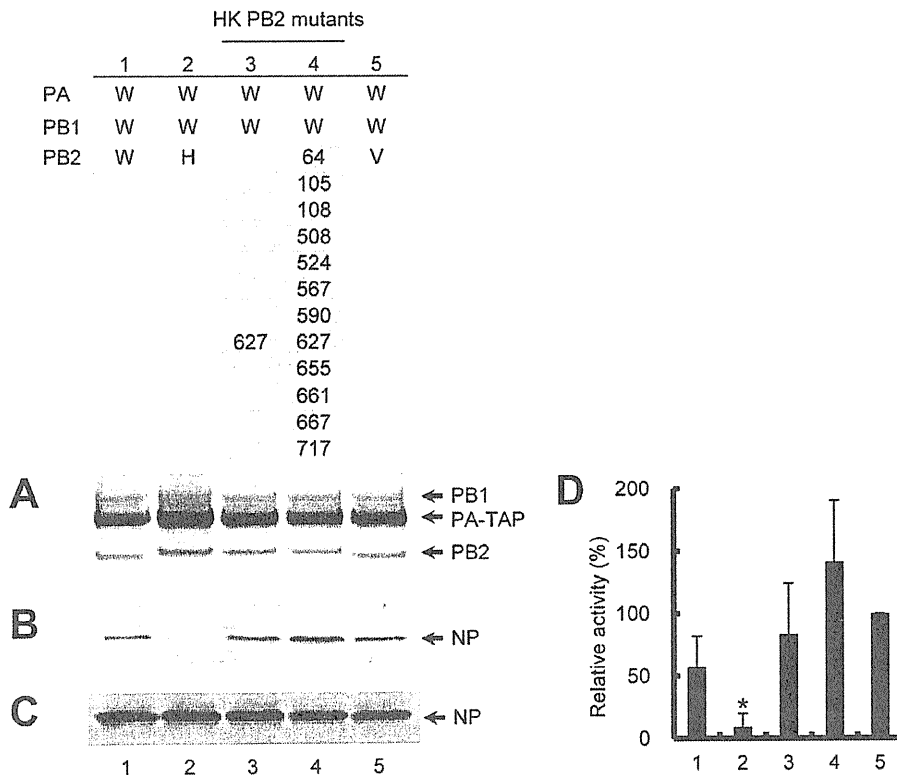 HK PB2 mutants
1 2 3 4 5
PA W W W W W
PB1 W W W W W
PB2 W H 64 V
105
108
508
524
567
590
627 627
655
661
667
717
A
PB1
PA-TAP
PB2
B
NP
C
NP
1 2 3 4 5
D
Relative activity (%)
200
150
100
50
0
*
1 2 3 4 5